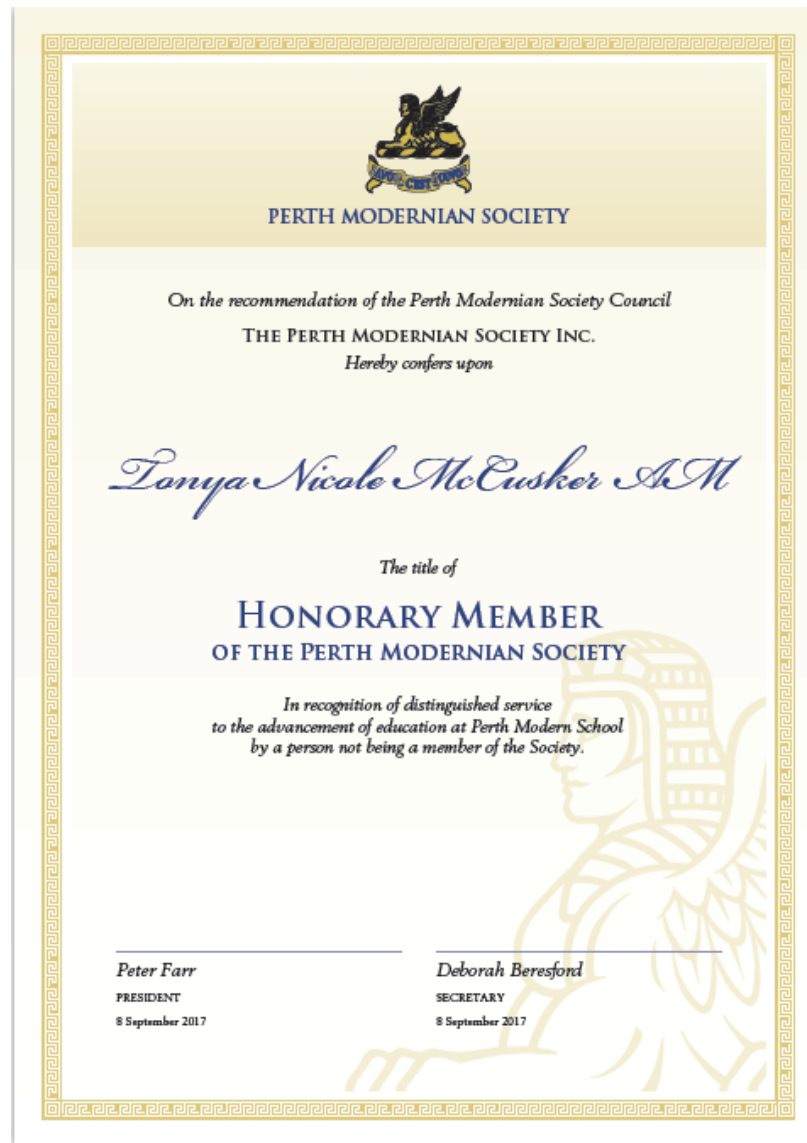 SAVOIR C'EST POUVOIR
PERTH MODERNIAN SOCIETY
On the recommendation of the Perth Modernian Society Council
THE PERTH MODERNIAN SOCIETY INC.
Hereby confers upon
Tonya Nicole McCusker AM
The title of
HONORARY MEMBER
OF THE PERTH MODERNIAN SOCIETY
In recognition of distinguished service
to the advancement of education at Perth Modern School
by a person not being a member of the Society.
Peter Farr
PRESIDENT
8 September 2017
Deborah Beresford
SECRETARY
8 September 2017